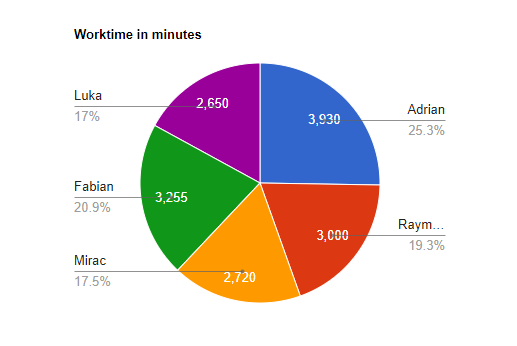 Worktime in minutes
Luka
17%
2,650
3,930
Adrian
25.3%
Fabian
20.9%
3,255
3,000
Raym...
19.3%
Mirac
17.5%
2,720